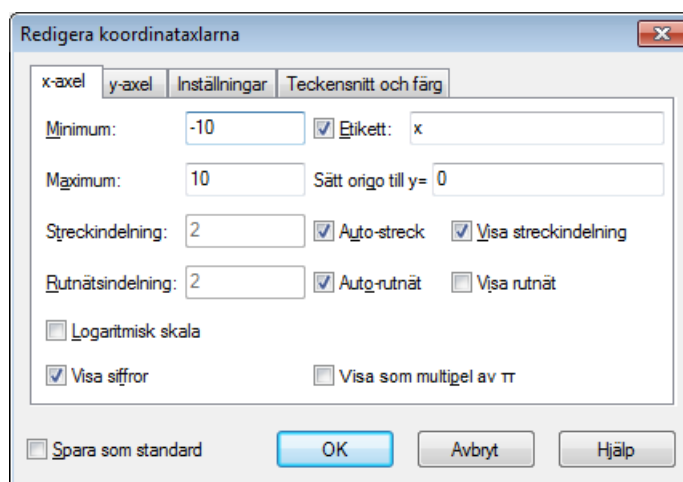 Redigera koordinataxlarna
x-axel y-axel Inställningar Teckensnitt och färg
Minimum: -10 Etikett: x
Maximum: 10 Sätt origo till y= 0
Streckindelning: 2 Auto-streck Visa streckindelning
Rutnätsindelning: 2 Auto-rutnät Visa rutnät
Logaritmisk skala
Visa siffror Visa som multipel av π
Spara som standard OK Avbryt Hjälp